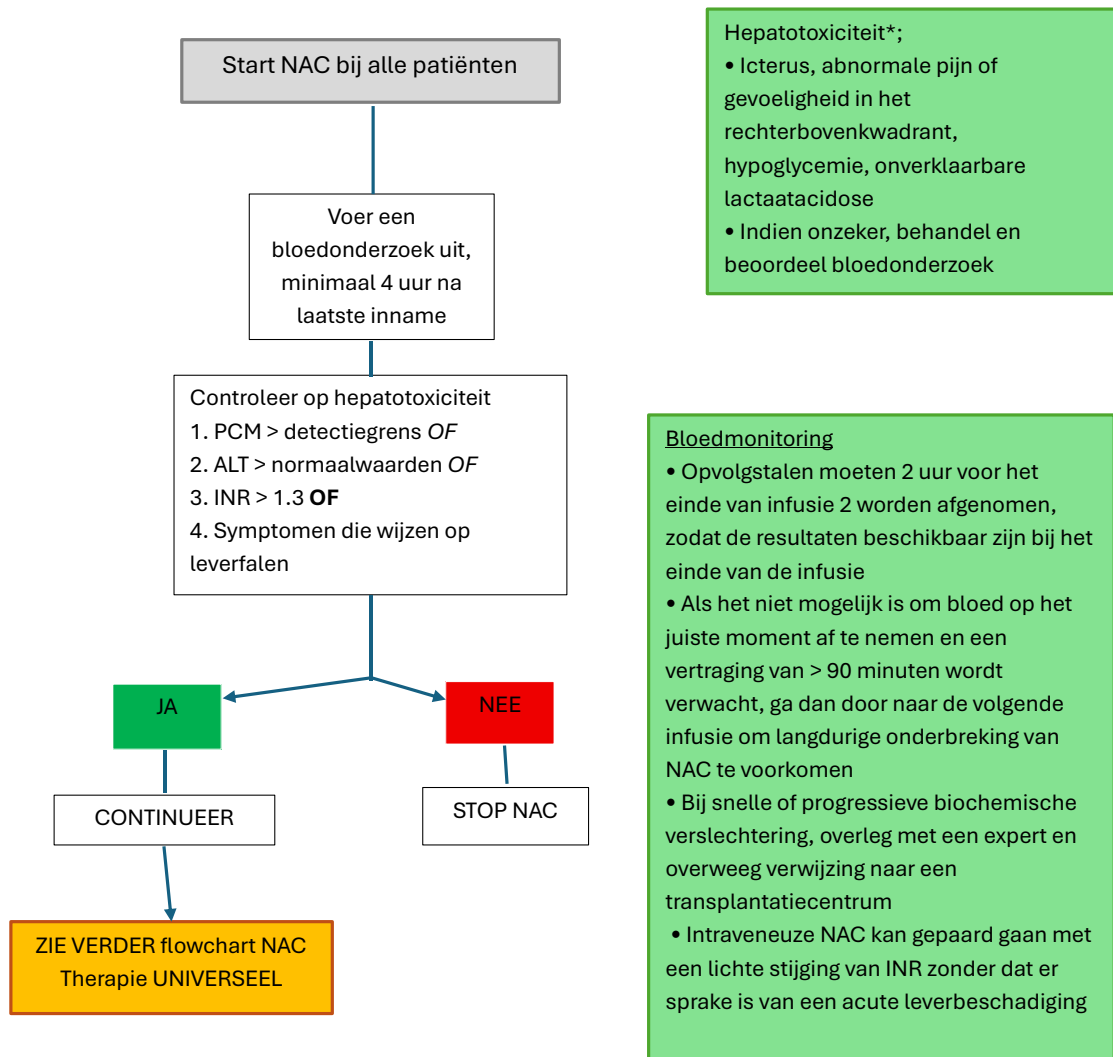 Start NAC bij alle patiënten
Voer een
bloedonderzoek uit,
minimaal 4 uur na
laatste inname
Controleer op hepatotoxiciteit
1. PCM > detectiegrens OF
2. ALT > normaalwaarden OF
3. INR > 1.3 OF
4. Symptomen die wijzen op
leverfalen
JA
NEE
CONTINUEER
STOP NAC
ZIE VERDER flowchart NAC
Therapie UNIVERSEEL
Hepatotoxiciteit*;
• Icterus, abnormale pijn of
gevoeligheid in het
rechterbovenkwadrant,
hypoglycemie, onverklaarbare
lactaatacidose
• Indien onzeker, behandel en
beoordeel bloedonderzoek
Bloedmonitoring
• Opvolgstalen moeten 2 uur voor het
einde van infusie 2 worden afgenomen,
zodat de resultaten beschikbaar zijn bij het
einde van de infusie
• Als het niet mogelijk is om bloed op het
juiste moment af te nemen en een
vertraging van > 90 minuten wordt
verwacht, ga dan door naar de volgende
infusie om langdurige onderbreking van
NAC te voorkomen
• Bij snelle of progressieve biochemische
verslechtering, overleg met een expert en
overweeg verwijzing naar een
transplantatiecentrum
• Intraveneuze NAC kan gepaard gaan met
een lichte stijging van INR zonder dat er
sprake is van een acute leverbeschadiging